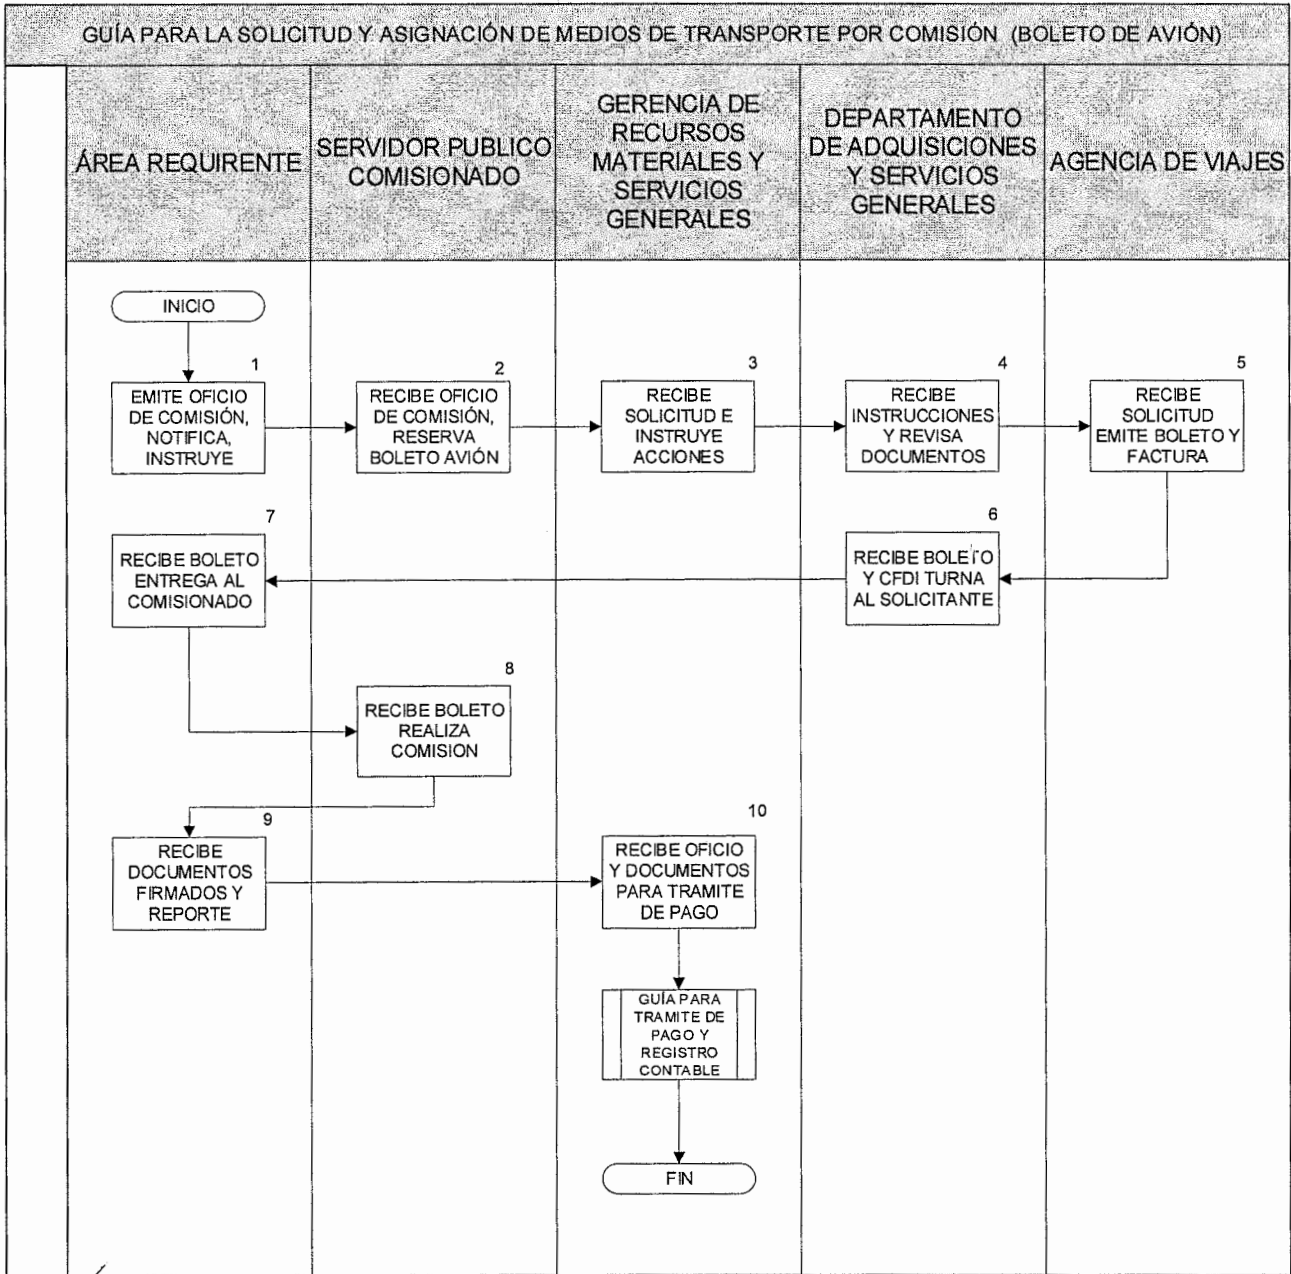 GUÍA PARA LA SOLICITUD Y ASIGNACIÓN DE MEDIOS DE TRANSPORTE POR COMISIÓN (BOLETO DE AVIÓN)
ÁREA REQUIRENTE
SERVIDOR PUBLICO
COMISIONADO
GERENCIA DE
RECURSOS
MATERIALES Y
SERVICIOS
GENERALES
DEPARTAMENTO
DE ADQUISICIONES
Y SERVICIOS
GENERALES
AGENCIA DE VIAJES
INICIO
1
EMITE OFICIO
DE COMISIÓN,
NOTIFICA,
INSTRUYE
2
RECIBE OFICIO
DE COMISIÓN,
RESERVA
BOLETO AVIÓN
3
RECIBE
SOLICITUD E
INSTRUYE
ACCIONES
4
RECIBE
INSTRUCCIONES
Y REVISA
DOCUMENTOS
5
RECIBE
SOLICITUD
EMITE BOLETO Y
FACTURA
6
RECIBE BOLETO
Y CFDI TURNA
AL SOLICITANTE
7
RECIBE BOLETO
ENTREGA AL
COMISIONADO
8
RECIBE BOLETO
REALIZA
COMISION
9
RECIBE
DOCUMENTOS
FIRMADOS Y
REPORTE
10
RECIBE OFICIO
Y DOCUMENTOS
PARA TRAMITE
DE PAGO
GUÍA PARA
TRAMITE DE
PAGO Y
REGISTRO
CONTABLE
FIN